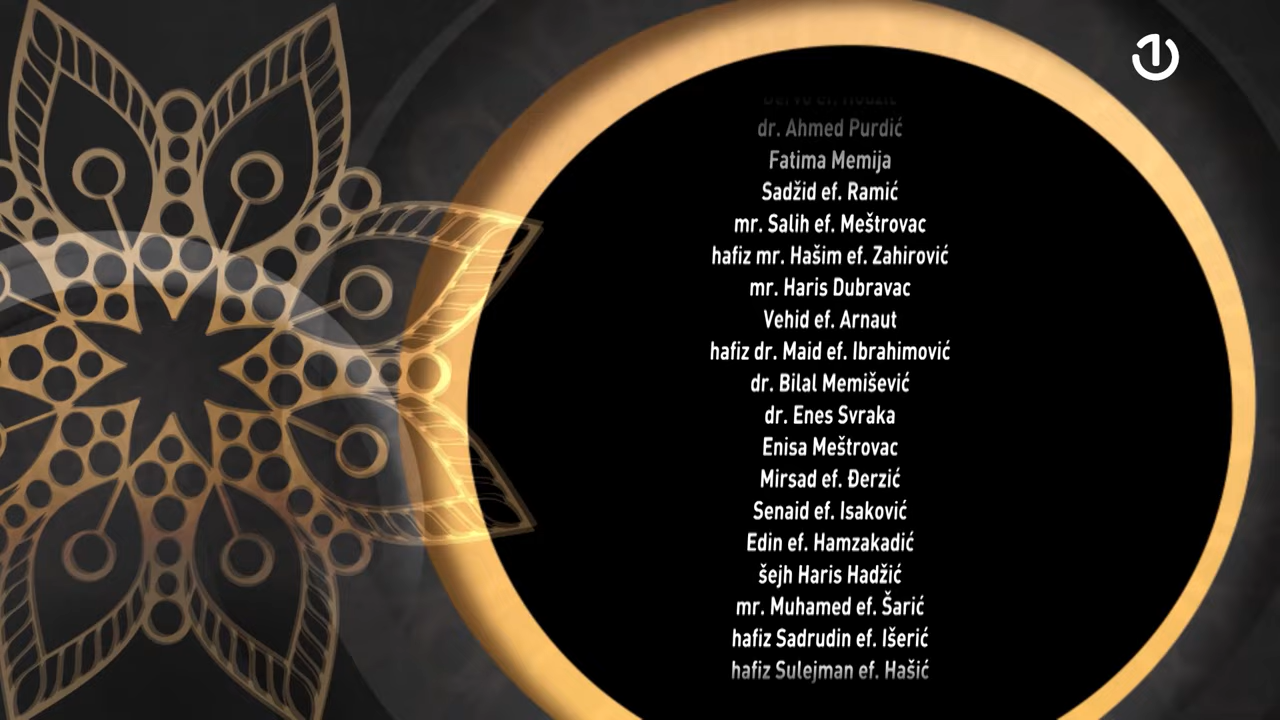 dr. Ahmed Purdić
Fatima Memija
Sadžid ef. Ramić
mr. Salih ef. Meštrovac
hafiz mr. Hašim ef. Zahirović
mr. Haris Dubravac
Vehid ef. Arnaut
hafiz dr. Maid ef. Ibrahimović
dr. Bilal Memišević
dr. Enes Svraka
Enisa Meštrovac
Mirsad ef. Đerzić
Senaid ef. Isaković
Edin ef. Hamzakadić
šejh Haris Hadžić
mr. Muhamed ef. Šarić
hafiz Sadrudin ef. Išerić
hafiz Sulejman ef. Hašić